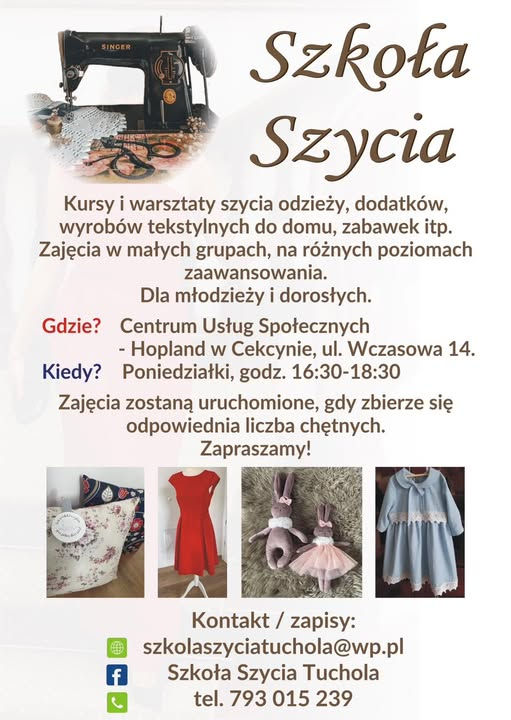 SINGER
Szkoła
Szycia
Kursy i warsztaty szycia odzieży, dodatków,
wyrobów tekstylnych do domu, zabawek itp.
Zajęcia w małych grupach, na różnych poziomach
zaawansowania.
Dla młodzieży i dorosłych.
Gdzie? Centrum Usług Społecznych
- Hopland w Cekcynie, ul. Wczasowa 14.
Kiedy? Poniedziałki, godz. 16:30-18:30
Zajęcia zostaną uruchomione, gdy zbierze się
odpowiednia liczba chętnych.
Zapraszamy!
Kontakt / zapisy:
szkolaszyciatuchola@wp.pl
Szkoła Szycia Tuchola
tel. 793 015 239